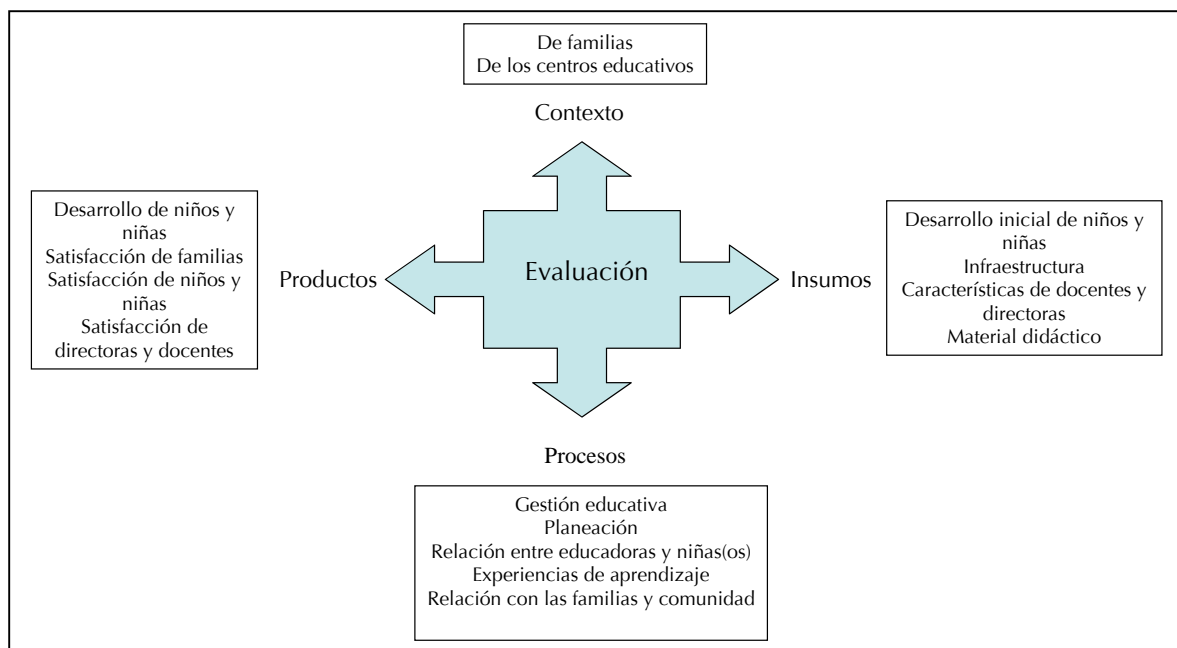 De familias
De los centros educativos
Contexto
Desarrollo de niños y
niñas
Satisfacción de familias
Satisfacción de niños y
niñas
Satisfacción de
directoras y docentes
Productos
Evaluación
Insumos
Desarrollo inicial de niños y
niñas
Infraestructura
Características de docentes y
directoras
Material didáctico
Procesos
Gestión educativa
Planeación
Relación entre educadoras y niñas(os)
Experiencias de aprendizaje
Relación con las familias y comunidad